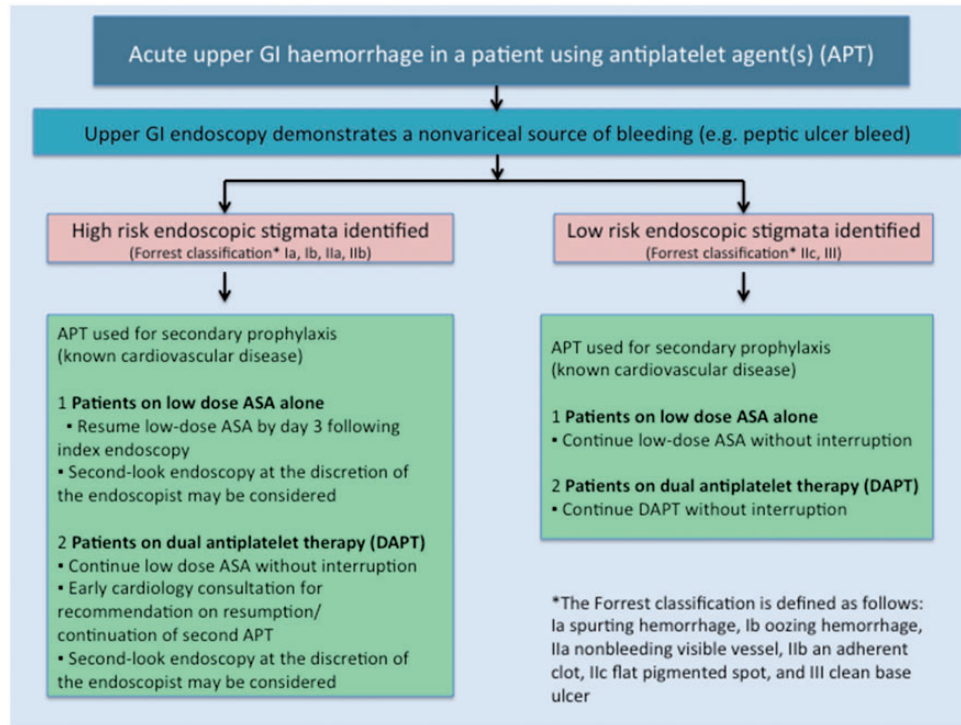 Acute upper GI haemorrhage in a patient using antiplatelet agent(s) (APT)
Upper GI endoscopy demonstrates a nonvariceal source of bleeding (e.g. peptic ulcer bleed)
High risk endoscopic stigmata identified
(Forrest classification* Ia, Ib, IIa, IIb)
APT used for secondary prophylaxis
(known cardiovascular disease)
1 Patients on low dose ASA alone
▪ Resume low-dose ASA by day 3 following
index endoscopy
▪ Second-look endoscopy at the discretion of
the endoscopist may be considered
2 Patients on dual antiplatelet therapy (DAPT)
▪ Continue low dose ASA without interruption
▪ Early cardiology consultation for
recommendation on resumption/
continuation of second APT
▪ Second-look endoscopy at the discretion of
the endoscopist may be considered
Low risk endoscopic stigmata identified
(Forrest classification* IIc, III)
APT used for secondary prophylaxis
(known cardiovascular disease)
1 Patients on low dose ASA alone
▪ Continue low-dose ASA without interruption
2 Patients on dual antiplatelet therapy (DAPT)
▪ Continue DAPT without interruption
*The Forrest classification is defined as follows:
Ia spurting hemorrhage, Ib oozing hemorrhage,
IIa nonbleeding visible vessel, IIb an adherent
clot, IIc flat pigmented spot, and III clean base
ulcer